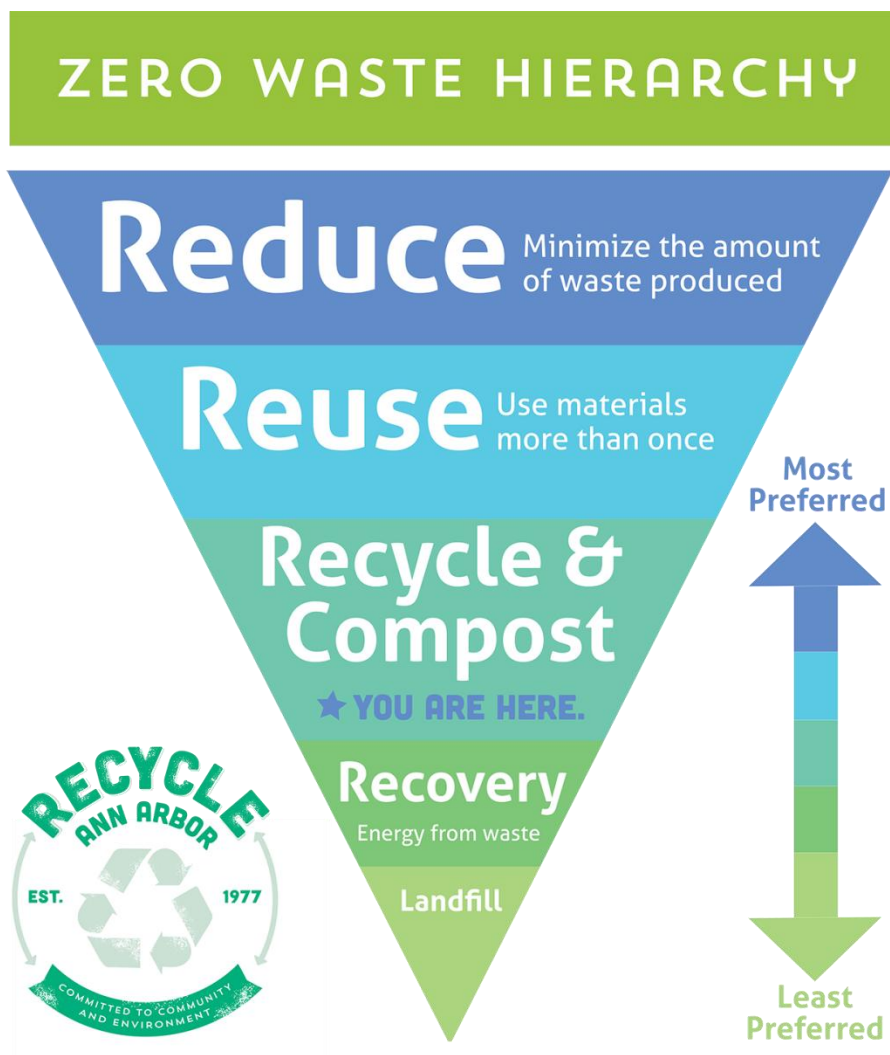 ZERO WASTE HIERARCHY
Reduce
Minimize the amount
of waste produced
Reuse
Use materials
more than once
Recycle &
Compost
★ YOU ARE HERE.
Recovery
Energy from waste
Landfill
Most
Preferred
Least
Preferred
RECYCLE
ANN ARBOR
EST. 1977
COMMITTED TO COMMUNITY
AND ENVIRONMENT